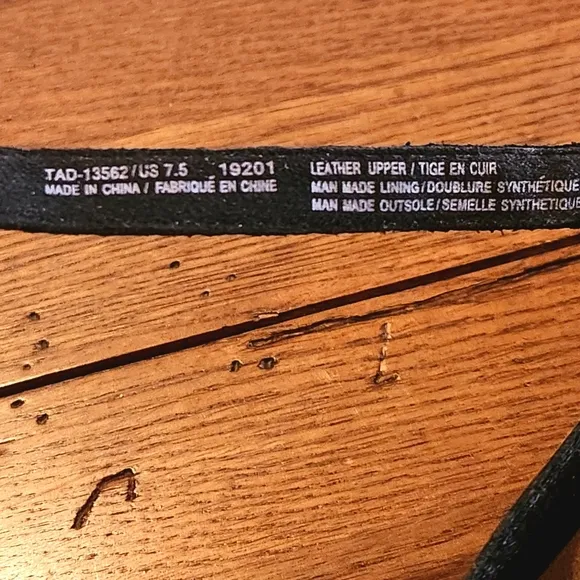 TAD-13562/US 7.5 19201
MADE IN CHINA / FABRIQUÉ EN CHINE
LEATHER UPPER / TIGE EN CUIR
MAN MADE LINING/DOUBLURE SYNTHÉTIQUE
MAN MADE OUTSOLE/SEMELLE SYNTHÉTIQUE